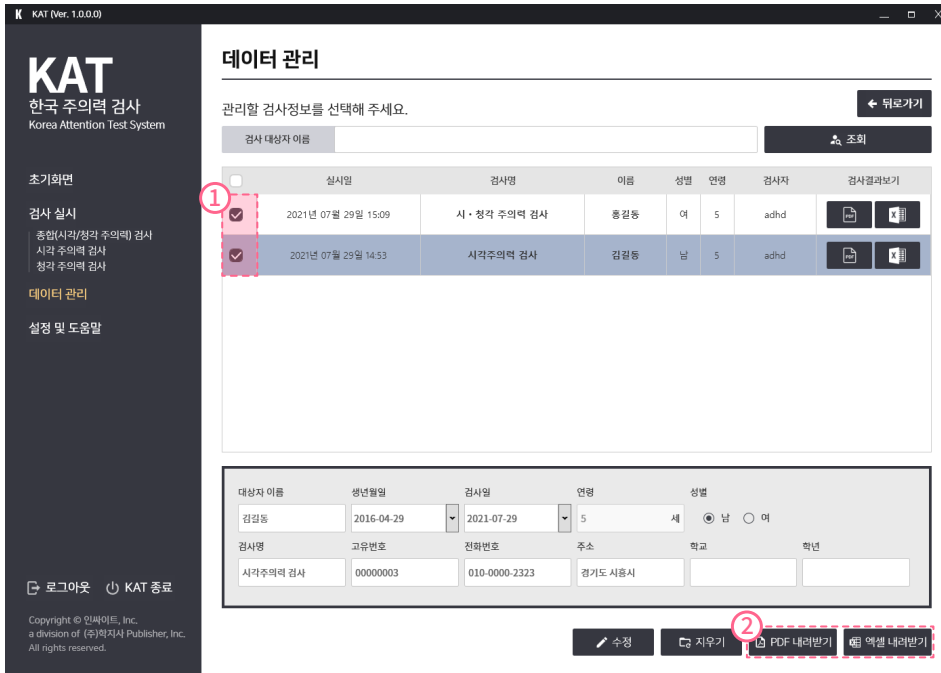 K KAT (Ver. 1.0.0.0)
KAT
한국 주의력 검사
Korea Attention Test System
초기화면
검사 실시
종합(시각/청각 주의력) 검사
시각 주의력 검사
청각 주의력 검사
데이터 관리
설정 및 도움말
로그아웃 KAT 종료
Copyright © 인싸이트, Inc.
a division of (주)학지사 Publisher, Inc.
All rights reserved.
데이터 관리
관리할 검사정보를 선택해 주세요.
뒤로가기
검사 대상자 이름
조회
1
실시일 검사명 이름 성별 연령 검사자 검사결과보기
2021년 07월 29일 15:09 시・청각 주의력 검사 홍길동 여 5 adhd PDF X
2021년 07월 29일 14:53 시각주의력 검사 김길동 남 5 adhd PDF X
대상자 이름 생년월일 검사일 연령 성별
김길동 2016-04-29 2021-07-29 5 세 남 여
검사명 고유번호 전화번호 주소 학교 학년
시각주의력 검사 00000003 010-0000-2323 경기도 시흥시
2
수정 지우기 PDF 내려받기 엑셀 내려받기